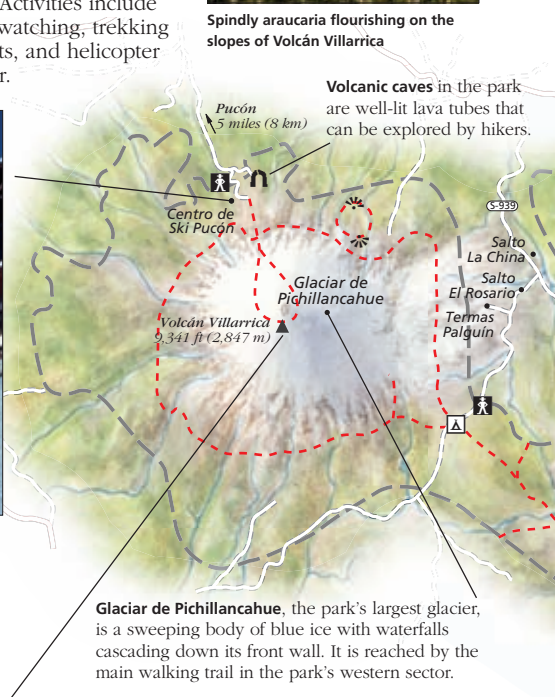 Activities include
watching, trekking
ts, and helicopter
r.
Spindly araucaria flourishing on the
slopes of Volcán Villarrica
Volcanic caves in the park
are well-lit lava tubes that
can be explored by hikers.
Pucón
5 miles (8 km)
Centro de
Ski Pucón
S-939
Salto
La China
Salto
El Rosario
Termas
Palguín
Glaciar de
Pichillancahue
Volcán Villarrica
9,341 ft (2,847 m)
Glaciar de Pichillancahue, the park's largest glacier,
is a sweeping body of blue ice with waterfalls
cascading down its front wall. It is reached by the
main walking trail in the park's western sector.